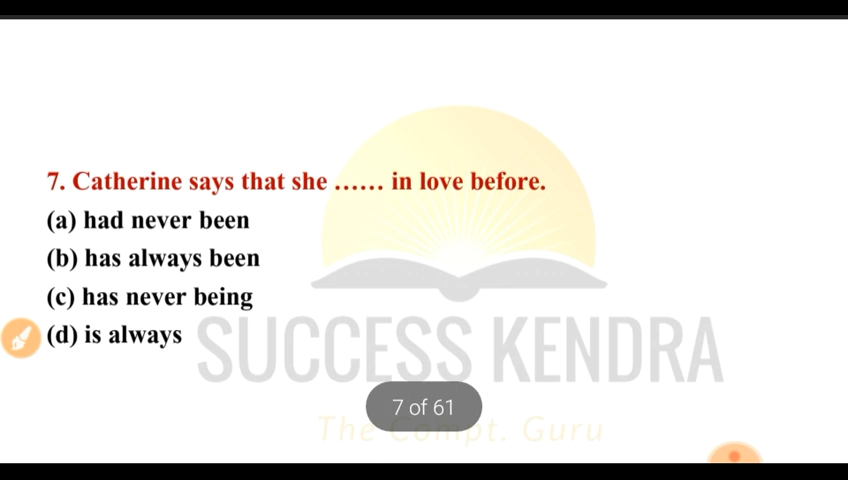 7. Catherine says that she …… in love before.
(a) had never been
(b) has always been
(c) has never being
(d) is always
SUCCESS KENDRA
7 of 61
The Compt. Guru